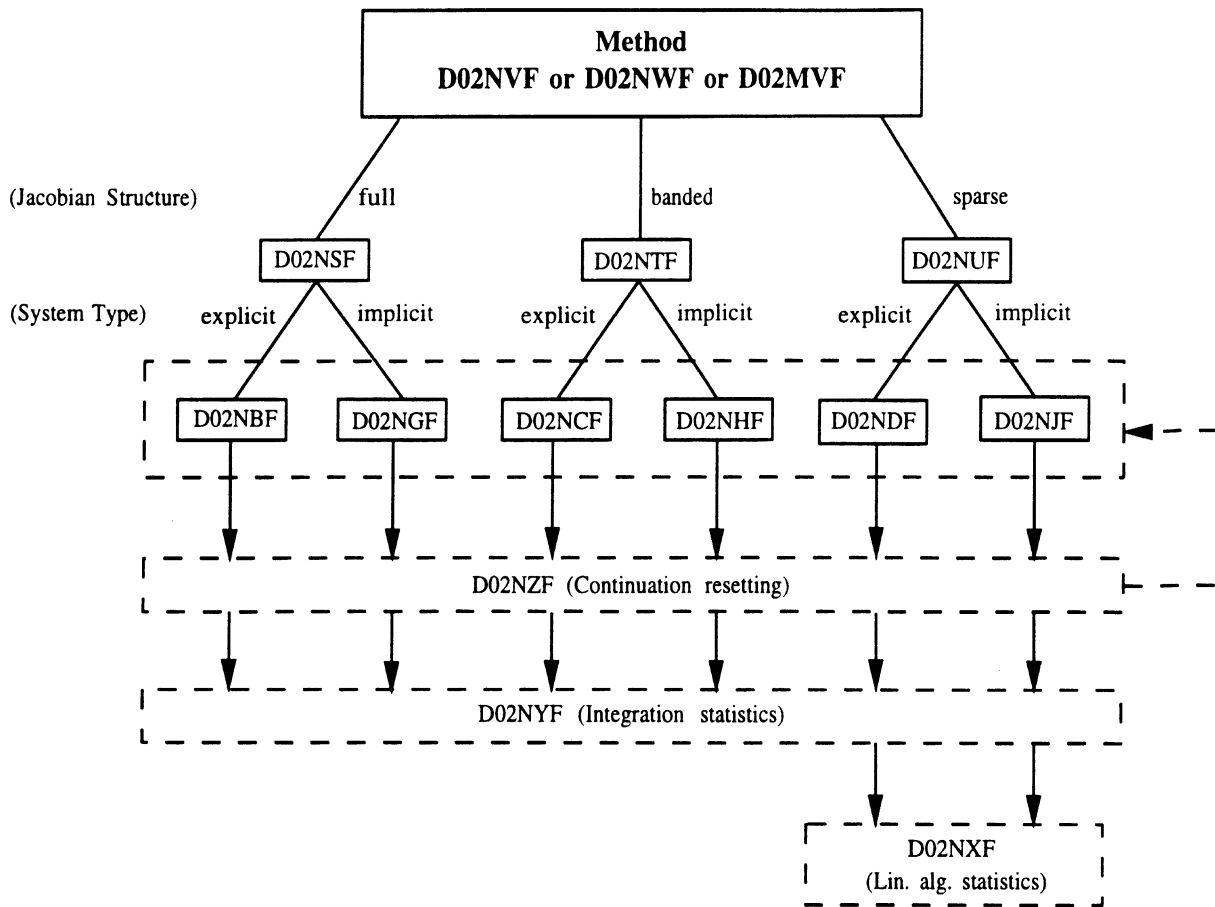 Method
D02NVF or D02NWF or D02MVF
(Jacobian Structure)
full
banded
sparse
D02NSF
D02NTF
D02NUF
(System Type)
explicit
implicit
explicit
implicit
explicit
implicit
D02NBF
D02NGF
D02NCF
D02NHF
D02NDF
D02NJF
D02NZF (Continuation resetting)
D02NYF (Integration statistics)
D02NXF
(Lin. alg. statistics)